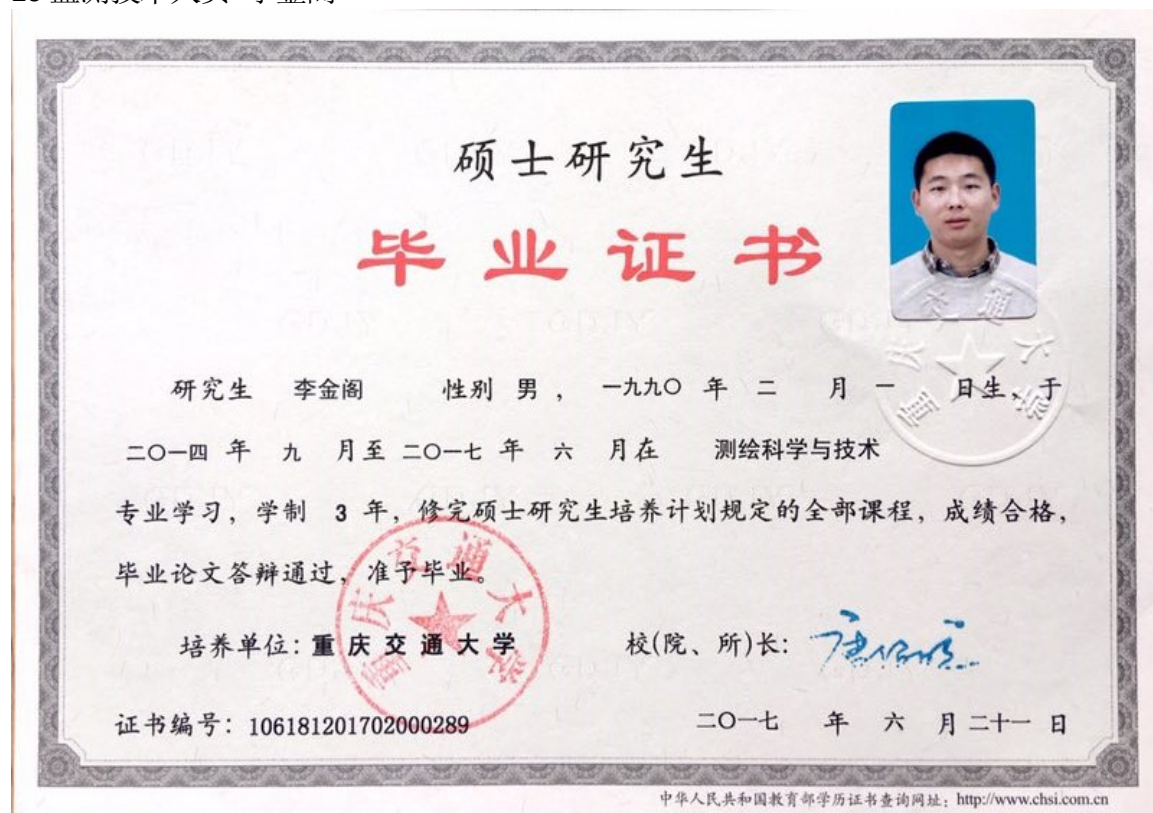 硕士研究生
毕业证书
研究生 李金阁 性别 男 ， 一九九〇 年 二 月 一 日生，于
二〇一四 年 九 月至 二〇一七 年 六 月在 测绘科学与技术
专业学习，学制 3 年，修完硕士研究生培养计划规定的全部课程，成绩合格，
毕业论文答辩通过，准予毕业。
重庆交通大学
培养单位：重庆交通大学 校(院、所)长：
证书编号：106181201702000289 二〇一七 年 六 月 二十一 日
中华人民共和国教育部学历证书查询网址：http://www.chsi.com.cn